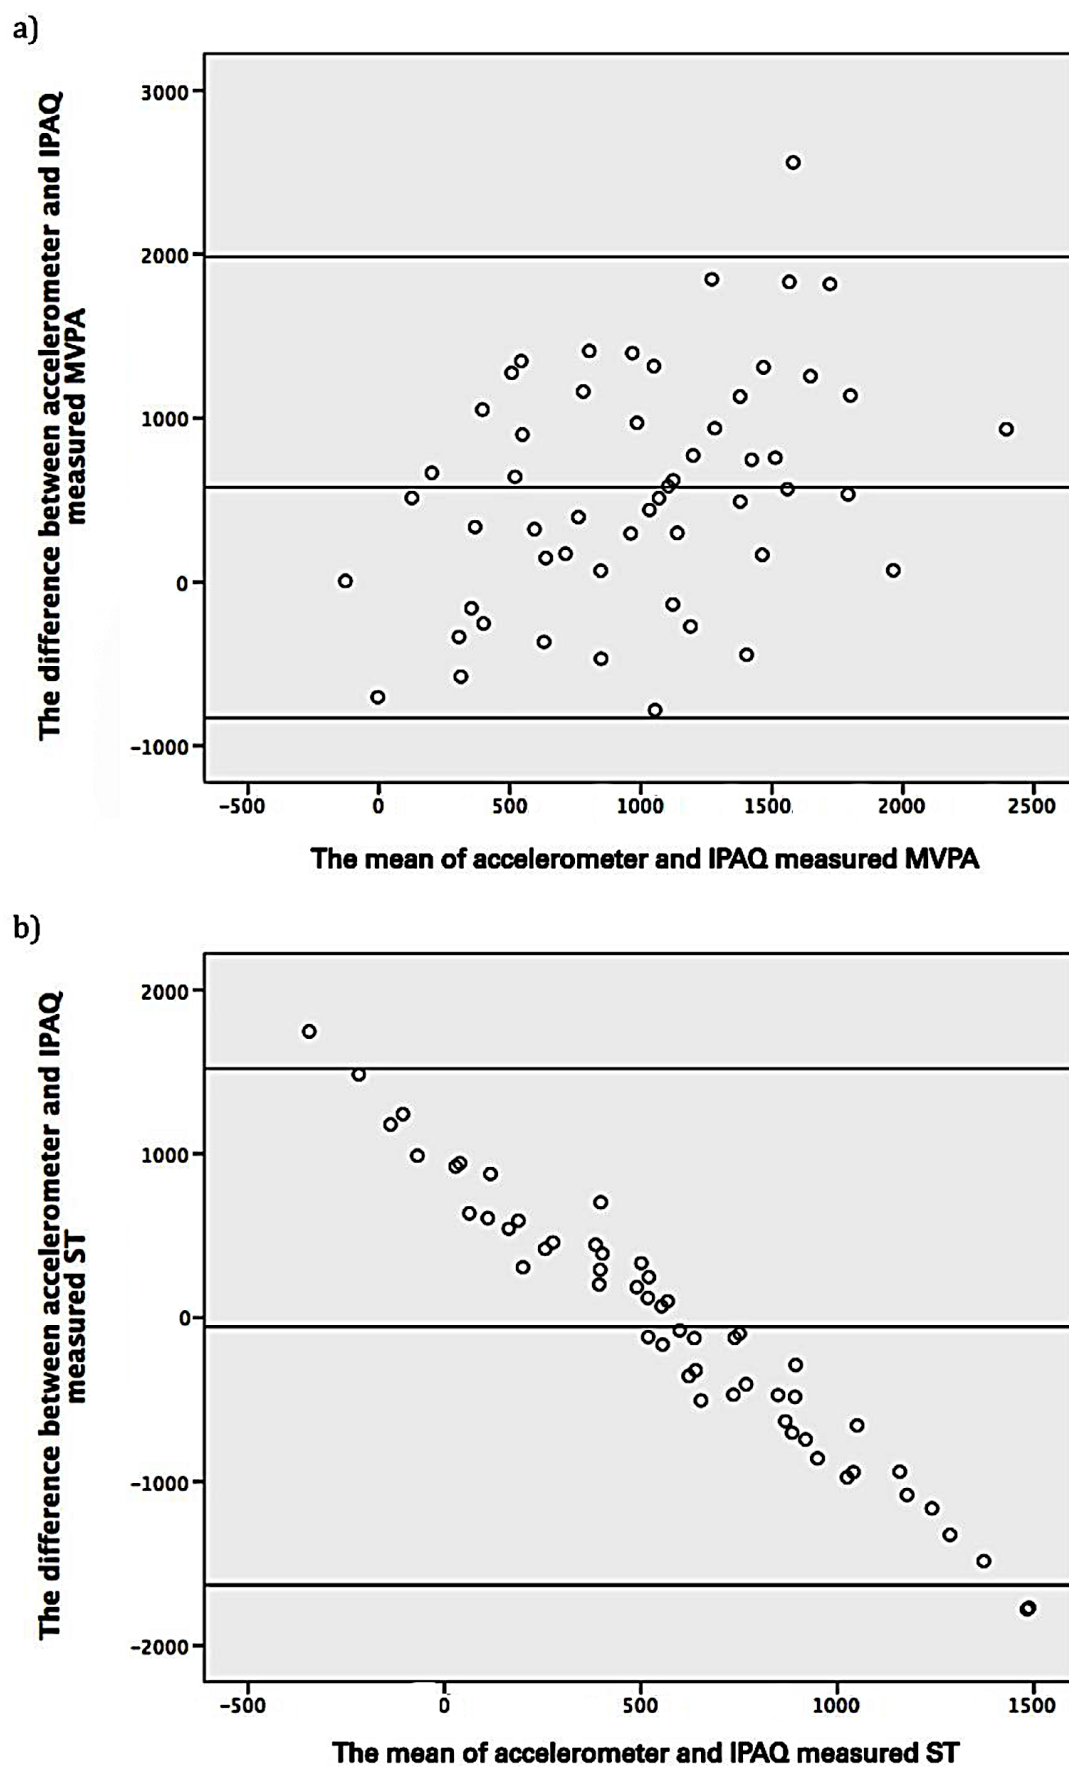 a)
The difference between accelerometer and IPAQ
measured MVPA
3000
2000
1000
0
−1000
−500
0
500
1000
1500
2000
2500
The mean of accelerometer and IPAQ measured MVPA
b)
The difference between accelerometer and IPAQ
measured ST
2000
1000
0
−1000
−2000
−500
0
500
1000
1500
The mean of accelerometer and IPAQ measured ST